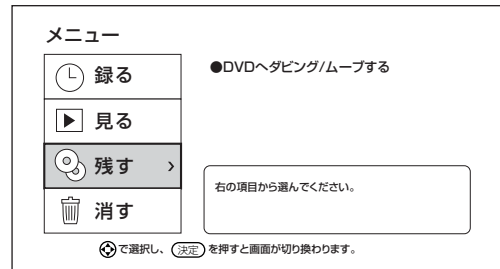 メニュー
録る
●DVDへダビング/ムーブする
見る
残す ›
右の項目から選んでください。
消す
で選択し、決定を押すと画面が切り換わります。